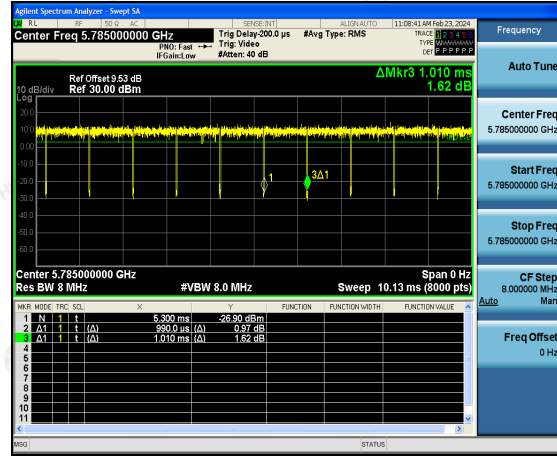 Agilent Spectrum Analyzer - Swept SA
RL RF 50 Ω AC SENSE:INT ALIGNAUTO 11:08:41 AM Feb 23, 2024
Center Freq 5.785000000 GHz
PNO: Fast
IFGain:Low
Trig Delay-200.0 µs
Trig: Video
#Atten: 40 dB
#Avg Type: RMS
TRACE 1 2 3 4 5 6
TYPE WWWWWW
DET P P P P P P
Ref Offset 9.53 dB
10 dB/div Ref 30.00 dBm
Log
ΔMkr3 1.010 ms
1.62 dB
20.0
10.0
0.00
-10.0
-20.0
-30.0
-40.0
-50.0
-60.0
1
3Δ1
Center 5.785000000 GHz Span 0 Hz
Res BW 8 MHz #VBW 8.0 MHz Sweep 10.13 ms (8000 pts)
MKR MODE TRC SCL X Y FUNCTION FUNCTION WIDTH FUNCTION VALUE
1 N 1 t 5.300 ms -26.90 dBm
2 Δ1 1 t (Δ) 990.0 µs (Δ) 0.97 dB
3 Δ1 1 t (Δ) 1.010 ms (Δ) 1.62 dB
4
5
6
7
8
9
10
11
MSG STATUS
Frequency
Auto Tune
Center Freq
5.785000000 GHz
Start Freq
5.785000000 GHz
Stop Freq
5.785000000 GHz
CF Step
8.000000 MHz
Auto Man
Freq Offset
0 Hz